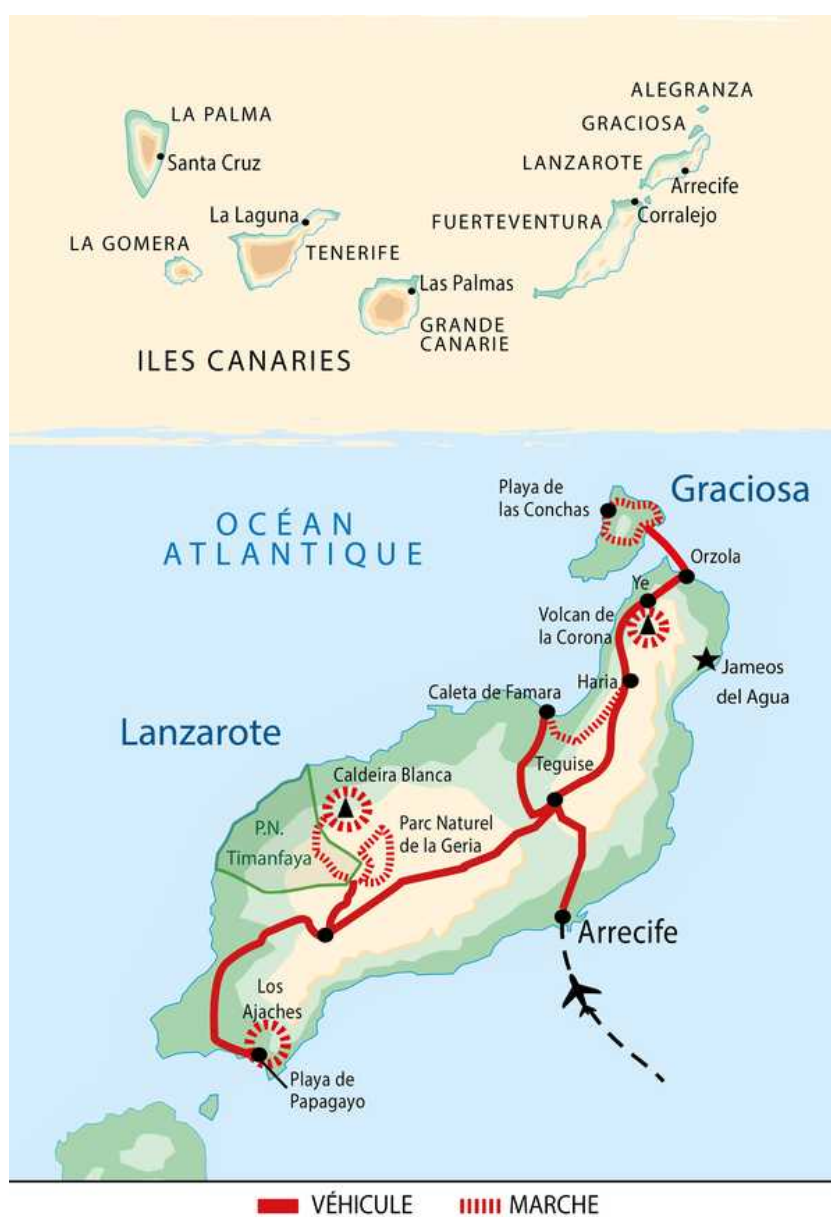 ALEGRANZA
LA PALMA
GRACIOSA
Santa Cruz
LANZAROTE
Arrecife
La Laguna
FUERTEVENTURA
Corralejo
LA GOMERA
TENERIFE
Las Palmas
GRANDE
CANARIE
ILES CANARIES
Playa de
las Conchas
Graciosa
OCÉAN
ATLANTIQUE
Orzola
Ye
Volcan de
la Corona
Haria
Jameos
del Agua
Caleta de Famara
Lanzarote
Teguise
Caldeira Blanca
P.N.
Timanfaya
Parc Naturel
de la Geria
Arrecife
Los
Ajaches
Playa de
Papagayo
VÉHICULE
MARCHE